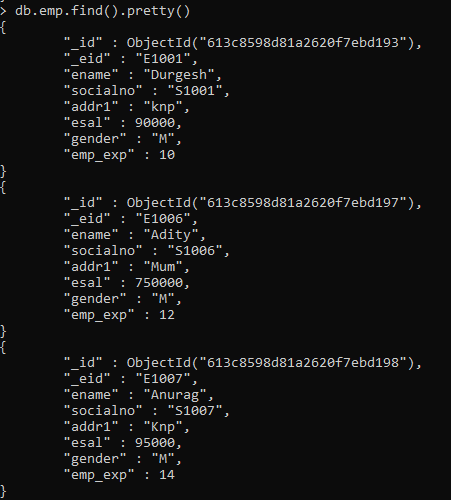 > db.emp.find().pretty()
{
        "_id" : ObjectId("613c8598d81a2620f7ebd193"),
        "_eid" : "E1001",
        "ename" : "Durgesh",
        "socialno" : "S1001",
        "addr1" : "knp",
        "esal" : 90000,
        "gender" : "M",
        "emp_exp" : 10
}
{
        "_id" : ObjectId("613c8598d81a2620f7ebd197"),
        "_eid" : "E1006",
        "ename" : "Adity",
        "socialno" : "S1006",
        "addr1" : "Mum",
        "esal" : 750000,
        "gender" : "M",
        "emp_exp" : 12
}
{
        "_id" : ObjectId("613c8598d81a2620f7ebd198"),
        "_eid" : "E1007",
        "ename" : "Anurag",
        "socialno" : "S1007",
        "addr1" : "Knp",
        "esal" : 95000,
        "gender" : "M",
        "emp_exp" : 14
}